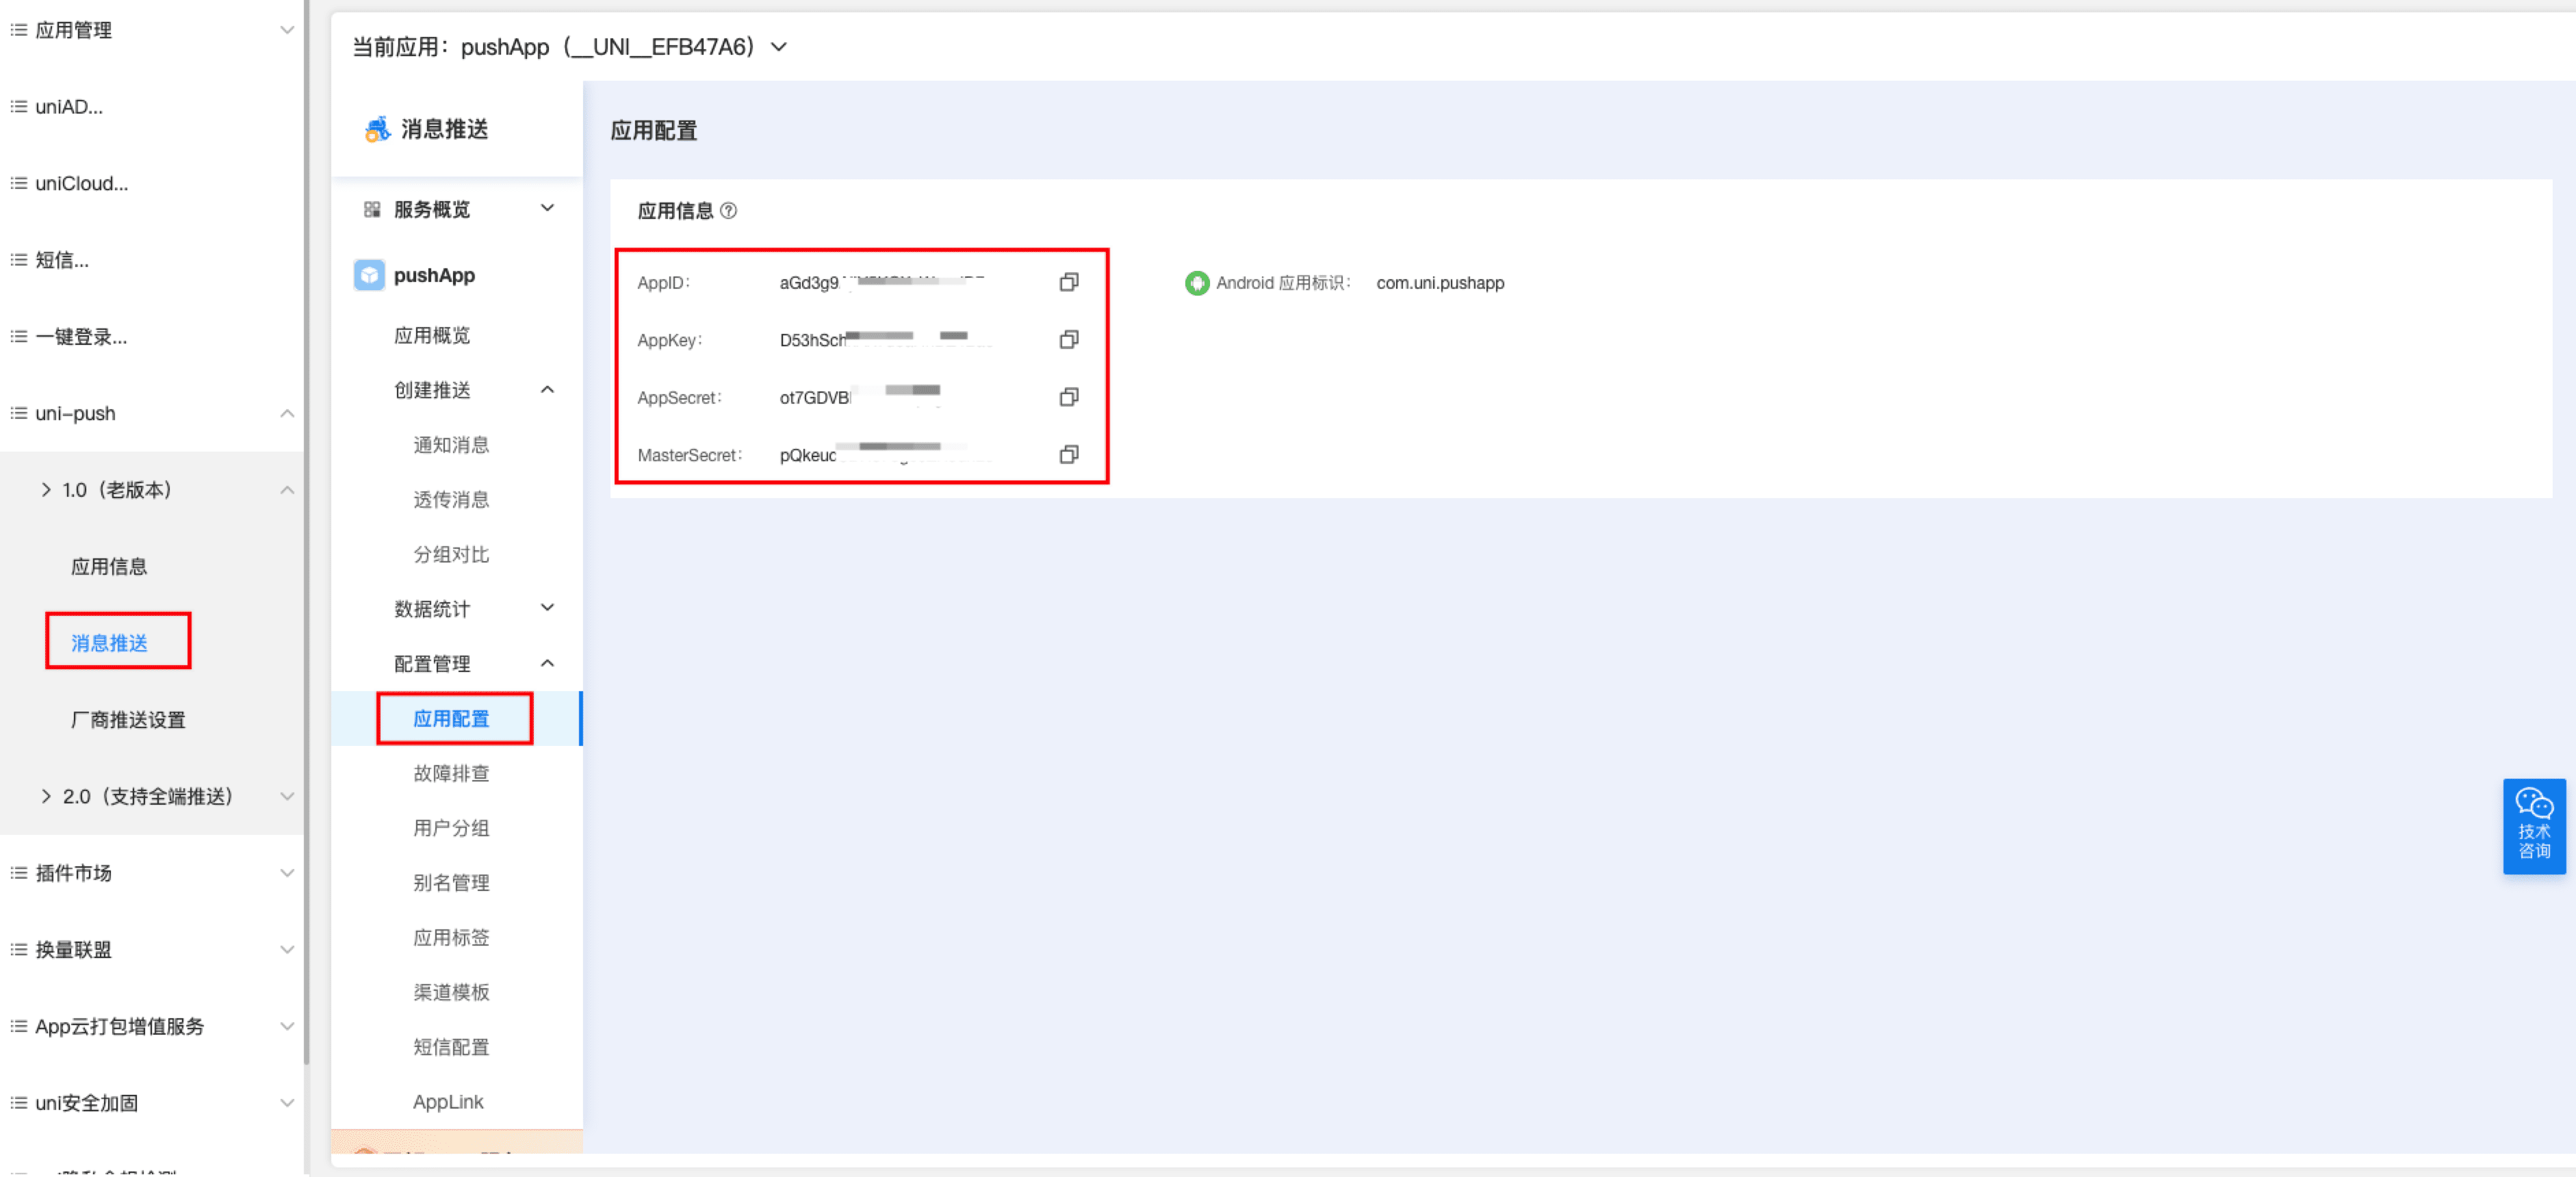 应用管理
uniAD...
uniCloud...
短信...
一键登录...
uni-push
1.0（老版本）
应用信息
消息推送
厂商推送设置
2.0（支持全端推送）
插件市场
换量联盟
App云打包增值服务
uni安全加固
当前应用：pushApp（__UNI__EFB47A6）
消息推送
服务概览
pushApp
应用概览
创建推送
通知消息
透传消息
分组对比
数据统计
配置管理
应用配置
故障排查
用户分组
别名管理
应用标签
渠道模板
短信配置
AppLink
应用配置
应用信息
AppID： aGd3g9
Android 应用标识： com.uni.pushapp
AppKey： D53hSch
AppSecret： ot7GDVB
MasterSecret： pQkeu
技术
咨询